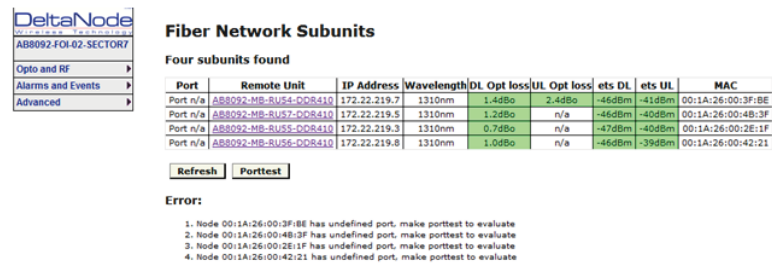 DeltaNode
Wireless Technology
AB8092-FOI-02-SECTOR7
Opto and RF
Alarms and Events
Advanced
Fiber Network Subunits
Four subunits found
Port Remote Unit IP Address Wavelength DL Opt loss UL Opt loss ets DL ets UL MAC
Port n/a AB8092-MB-RU54-DDR410 172.22.219.7 1310nm 1.4dBo 2.4dBo -46dBm -41dBm 00:1A:26:00:3F:BE
Port n/a AB8092-MB-RU57-DDR410 172.22.219.5 1310nm 1.2dBo n/a -46dBm -40dBm 00:1A:26:00:4B:3F
Port n/a AB8092-MB-RU55-DDR410 172.22.219.3 1310nm 0.7dBo n/a -47dBm -40dBm 00:1A:26:00:2E:1F
Port n/a AB8092-MB-RU56-DDR410 172.22.219.8 1310nm 1.0dBo n/a -46dBm -39dBm 00:1A:26:00:42:21
Refresh Porttest
Error:
1. Node 00:1A:26:00:3F:BE has undefined port, make porttest to evaluate
2. Node 00:1A:26:00:4B:3F has undefined port, make porttest to evaluate
3. Node 00:1A:26:00:2E:1F has undefined port, make porttest to evaluate
4. Node 00:1A:26:00:42:21 has undefined port, make porttest to evaluate